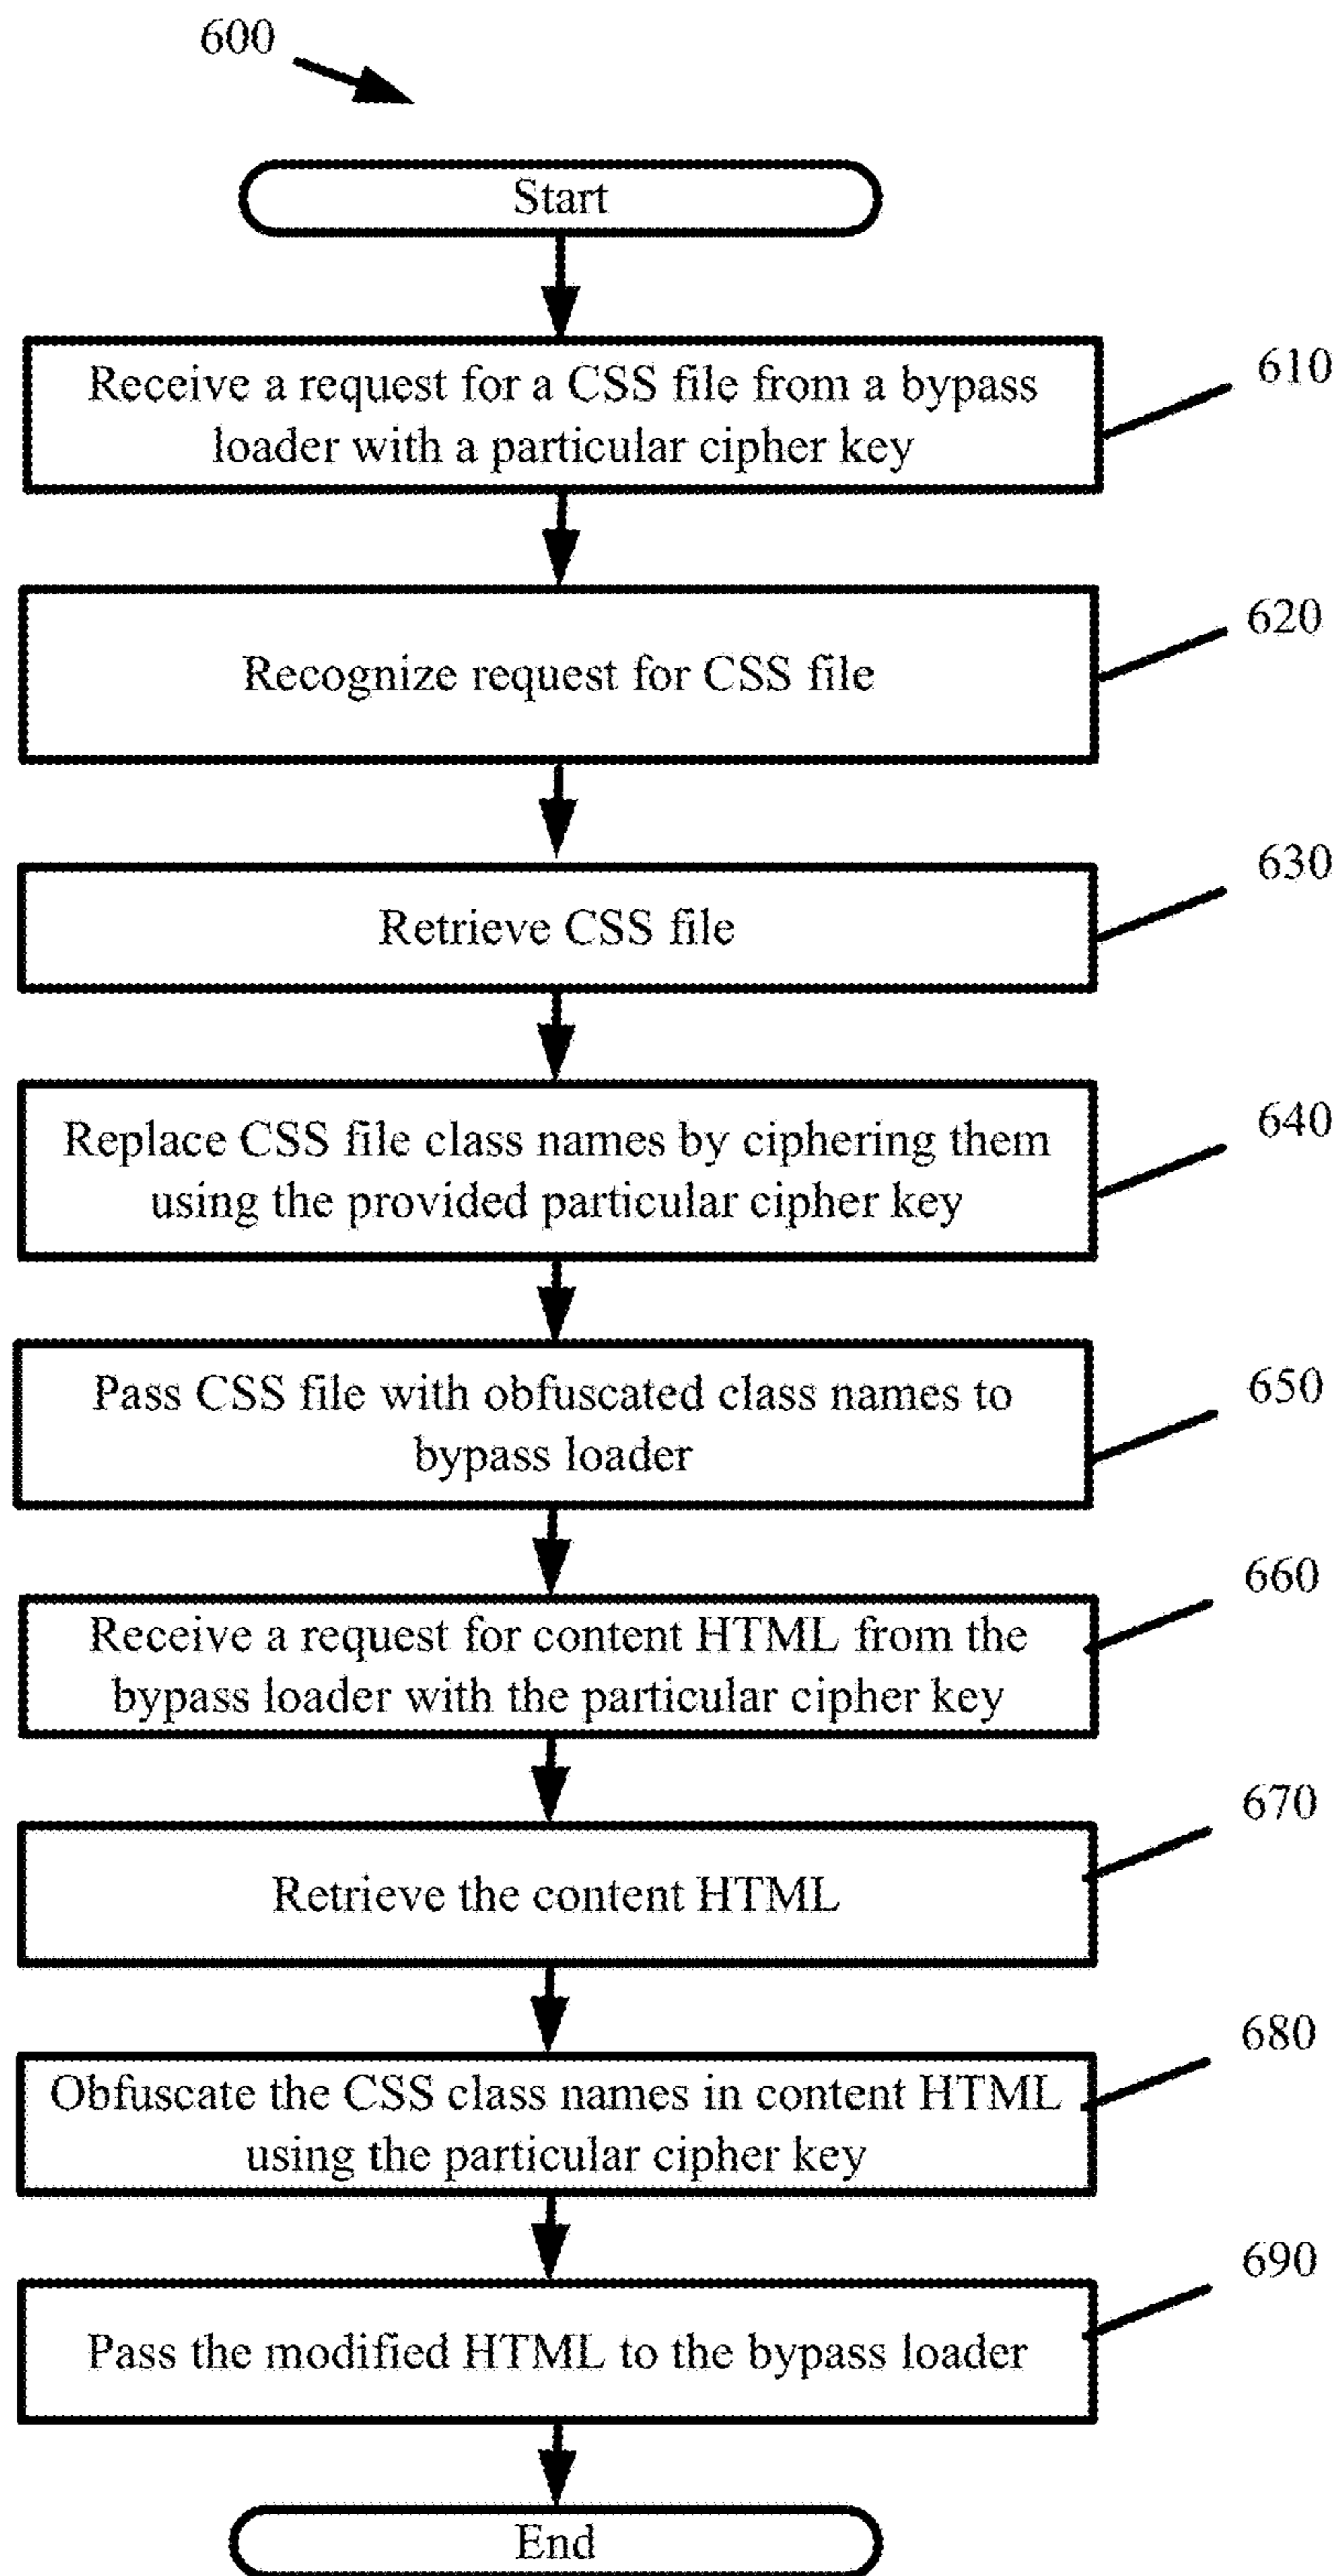 600
Start
Receive a request for a CSS file from a bypass
loader with a particular cipher key
610
Recognize request for CSS file
620
Retrieve CSS file
630
Replace CSS file class names by ciphering them
using the provided particular cipher key
640
Pass CSS file with obfuscated class names to
bypass loader
650
Receive a request for content HTML from the
bypass loader with the particular cipher key
660
Retrieve the content HTML
670
Obfuscate the CSS class names in content HTML
using the particular cipher key
680
Pass the modified HTML to the bypass loader
690
End